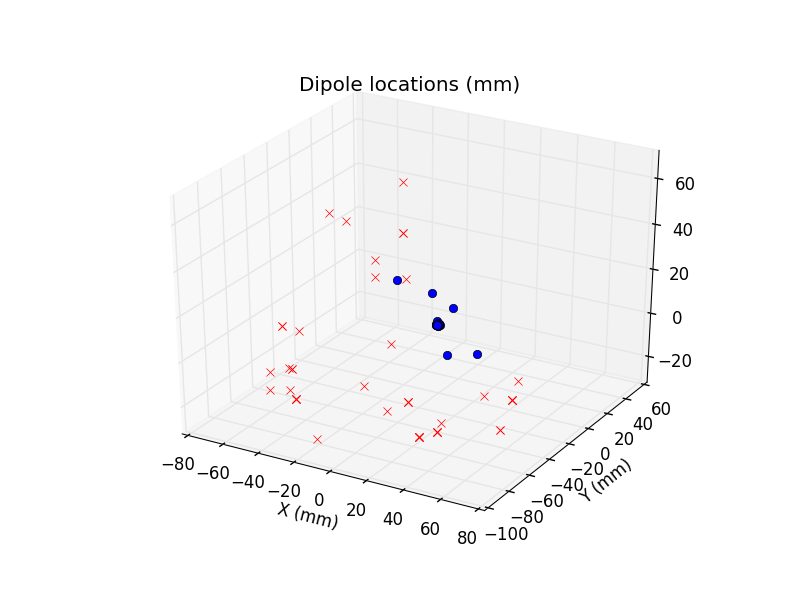 Dipole locations (mm)
60
40
20
0
−20
−80 −60 −40 −20 0 20 40 60 80
X (mm)
−100 −80 −60 −40 −20 0 20 40 60
Y (mm)